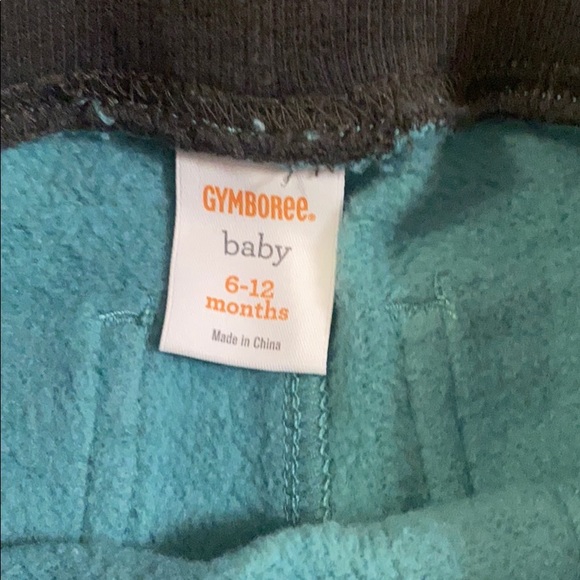 GYMBOREE.
baby
6-12
months
Made in China